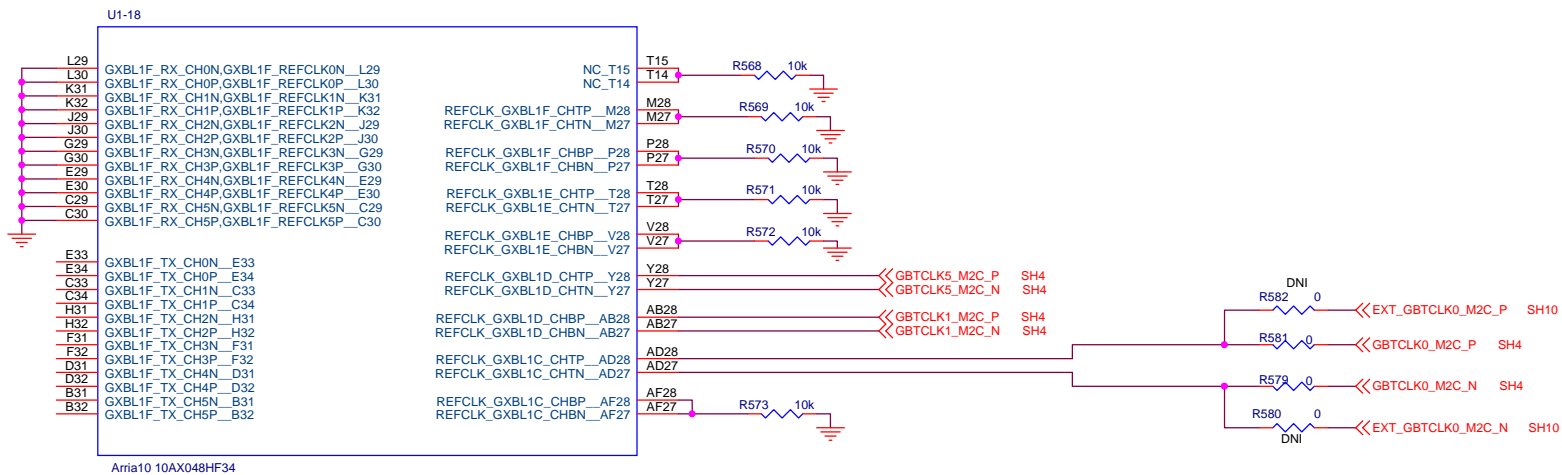 U1-18
L29 GXBL1F_RX_CH0N,GXBL1F_REFCLK0N__L29
L30 GXBL1F_RX_CH0P,GXBL1F_REFCLK0P__L30
K31 GXBL1F_RX_CH1N,GXBL1F_REFCLK1N__K31
K32 GXBL1F_RX_CH1P,GXBL1F_REFCLK1P__K32
J29 GXBL1F_RX_CH2N,GXBL1F_REFCLK2N__J29
J30 GXBL1F_RX_CH2P,GXBL1F_REFCLK2P__J30
G29 GXBL1F_RX_CH3N,GXBL1F_REFCLK3N__G29
G30 GXBL1F_RX_CH3P,GXBL1F_REFCLK3P__G30
E29 GXBL1F_RX_CH4N,GXBL1F_REFCLK4N__E29
E30 GXBL1F_RX_CH4P,GXBL1F_REFCLK4P__E30
C29 GXBL1F_RX_CH5N,GXBL1F_REFCLK5N__C29
C30 GXBL1F_RX_CH5P,GXBL1F_REFCLK5P__C30
E33 GXBL1F_TX_CH0N__E33
E34 GXBL1F_TX_CH0P__E34
C33 GXBL1F_TX_CH1N__C33
C34 GXBL1F_TX_CH1P__C34
H31 GXBL1F_TX_CH2N__H31
H32 GXBL1F_TX_CH2P__H32
F31 GXBL1F_TX_CH3N__F31
F32 GXBL1F_TX_CH3P__F32
D31 GXBL1F_TX_CH4N__D31
D32 GXBL1F_TX_CH4P__D32
B31 GXBL1F_TX_CH5N__B31
B32 GXBL1F_TX_CH5P__B32
NC_T15 T15
NC_T14 T14
R568 10k
REFCLK_GXBL1F_CHTP__M28 M28
REFCLK_GXBL1F_CHTN__M27 M27
R569 10k
REFCLK_GXBL1F_CHBP__P28 P28
REFCLK_GXBL1F_CHBN__P27 P27
R570 10k
REFCLK_GXBL1E_CHTP__T28 T28
REFCLK_GXBL1E_CHTN__T27 T27
R571 10k
REFCLK_GXBL1E_CHBP__V28 V28
REFCLK_GXBL1E_CHBN__V27 V27
R572 10k
REFCLK_GXBL1D_CHTP__Y28 Y28 GBTCLK5_M2C_P SH4
REFCLK_GXBL1D_CHTN__Y27 Y27 GBTCLK5_M2C_N SH4
REFCLK_GXBL1D_CHBP__AB28 AB28 GBTCLK1_M2C_P SH4
REFCLK_GXBL1D_CHBN__AB27 AB27 GBTCLK1_M2C_N SH4
REFCLK_GXBL1C_CHTP__AD28 AD28
REFCLK_GXBL1C_CHTN__AD27 AD27
REFCLK_GXBL1C_CHBP__AF28 AF28
REFCLK_GXBL1C_CHBN__AF27 AF27
R573 10k
DNI
R582 0 EXT_GBTCLK0_M2C_P SH10
R581 0 GBTCLK0_M2C_P SH4
R579 0 GBTCLK0_M2C_N SH4
R580 0 EXT_GBTCLK0_M2C_N SH10
DNI
Arria10 10AX048HF34